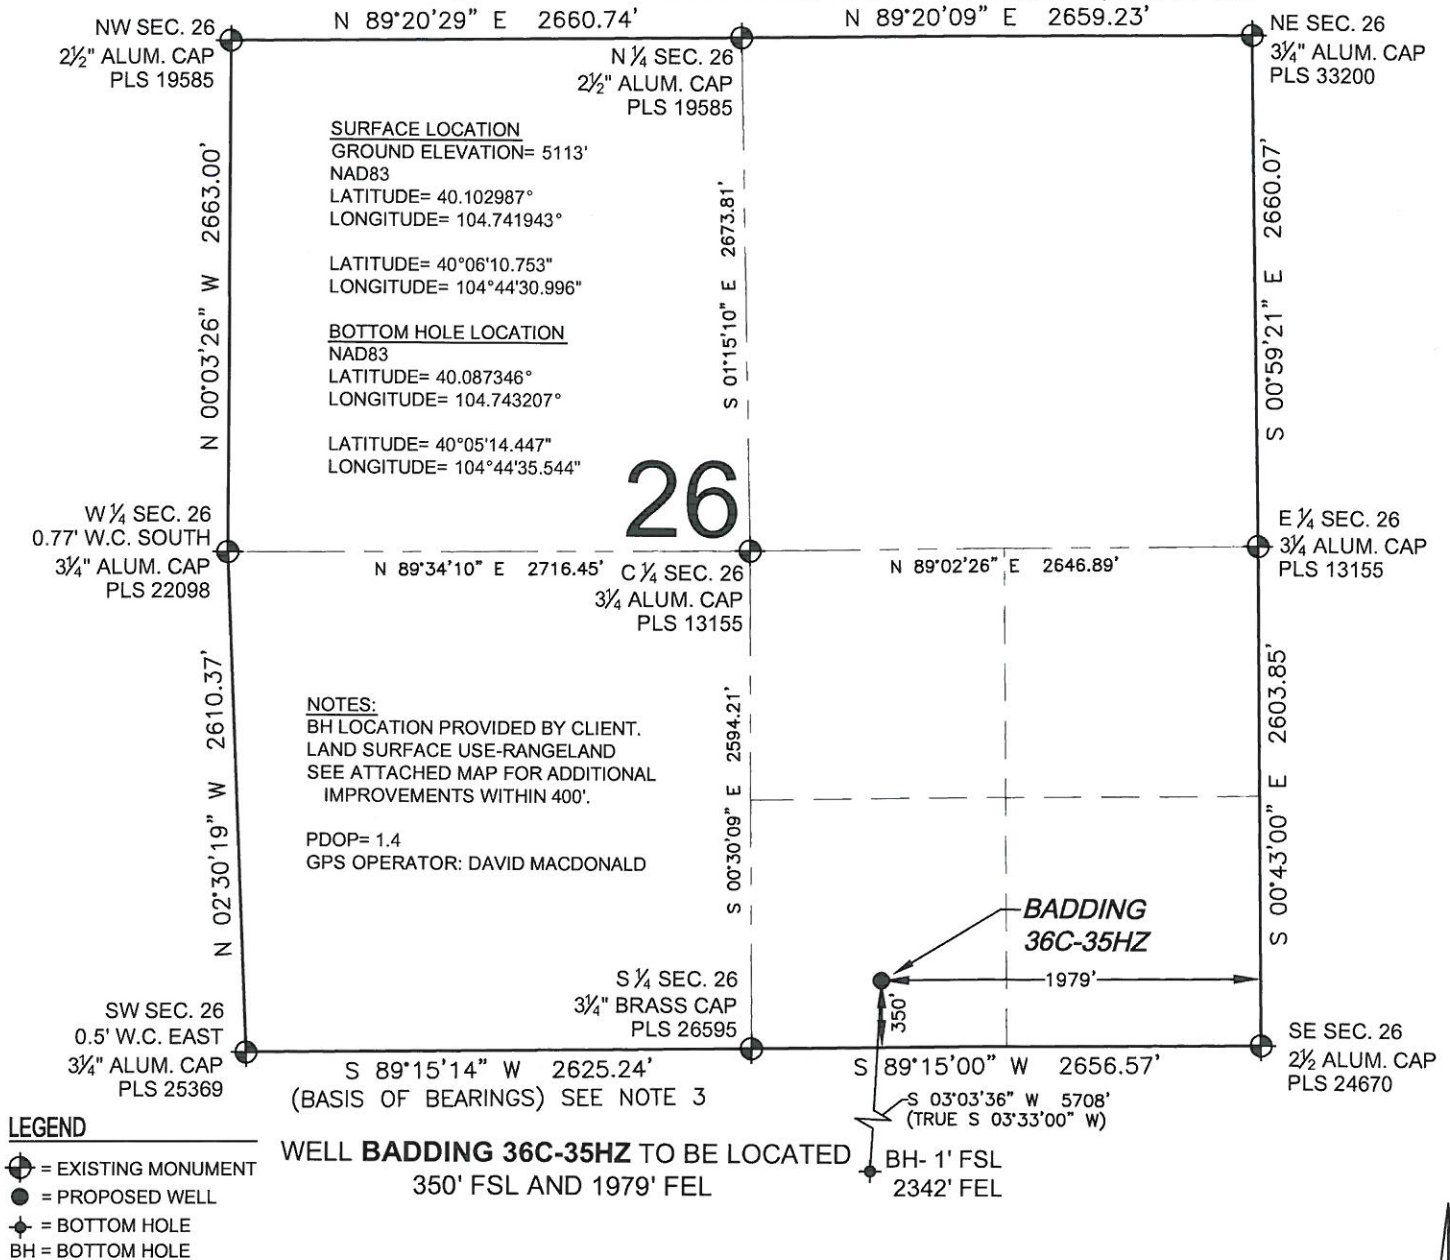 N 89°20'29" E 2660.74'
N 89°20'09" E 2659.23'
NW SEC. 26
2½" ALUM. CAP
PLS 19585
N ¼ SEC. 26
2½" ALUM. CAP
PLS 19585
NE SEC. 26
3¼" ALUM. CAP
PLS 33200
SURFACE LOCATION
GROUND ELEVATION= 5113'
NAD83
LATITUDE= 40.102987°
LONGITUDE= 104.741943°
LATITUDE= 40°06'10.753"
LONGITUDE= 104°44'30.996"
BOTTOM HOLE LOCATION
NAD83
LATITUDE= 40.087346°
LONGITUDE= 104.743207°
LATITUDE= 40°05'14.447"
LONGITUDE= 104°44'35.544"
N 00°03'26" W 2663.00'
S 01°15'10" E 2673.81'
S 00°59'21" E 2660.07'
26
W ¼ SEC. 26
0.77' W.C. SOUTH
3¼" ALUM. CAP
PLS 22098
N 89°34'10" E 2716.45'
C ¼ SEC. 26
3¼ ALUM. CAP
PLS 13155
N 89°02'26" E 2646.89'
E ¼ SEC. 26
3¼ ALUM. CAP
PLS 13155
N 02°30'19" W 2610.37'
NOTES:
BH LOCATION PROVIDED BY CLIENT.
LAND SURFACE USE-RANGELAND
SEE ATTACHED MAP FOR ADDITIONAL
IMPROVEMENTS WITHIN 400'.
PDOP= 1.4
GPS OPERATOR: DAVID MACDONALD
S 00°30'09" E 2594.21'
S 00°43'00" E 2603.85'
BADDING
36C-35HZ
1979'
350'
SW SEC. 26
0.5' W.C. EAST
3¼" ALUM. CAP
PLS 25369
S ¼ SEC. 26
3¼" BRASS CAP
PLS 26595
SE SEC. 26
2½ ALUM. CAP
PLS 24670
S 89°15'14" W 2625.24'
(BASIS OF BEARINGS) SEE NOTE 3
S 89°15'00" W 2656.57'
S 03°03'36" W 5708'
(TRUE S 03°33'00" W)
WELL BADDING 36C-35HZ TO BE LOCATED
350' FSL AND 1979' FEL
BH- 1' FSL
2342' FEL
LEGEND
= EXISTING MONUMENT
= PROPOSED WELL
= BOTTOM HOLE
BH = BOTTOM HOLE